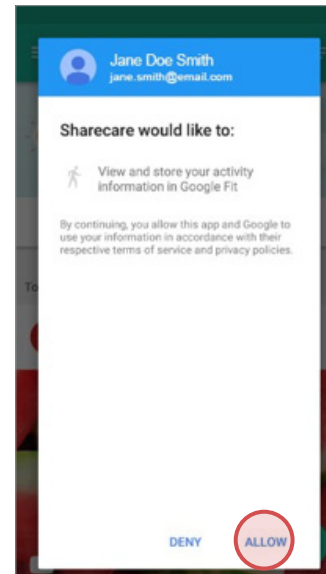 Jane Doe Smith
jane.smith@email.com
Sharecare would like to:
View and store your activity
information in Google Fit
By continuing, you allow this app and Google to
use your information in accordance with their
respective terms of service and privacy policies.
To
DENY ALLOW